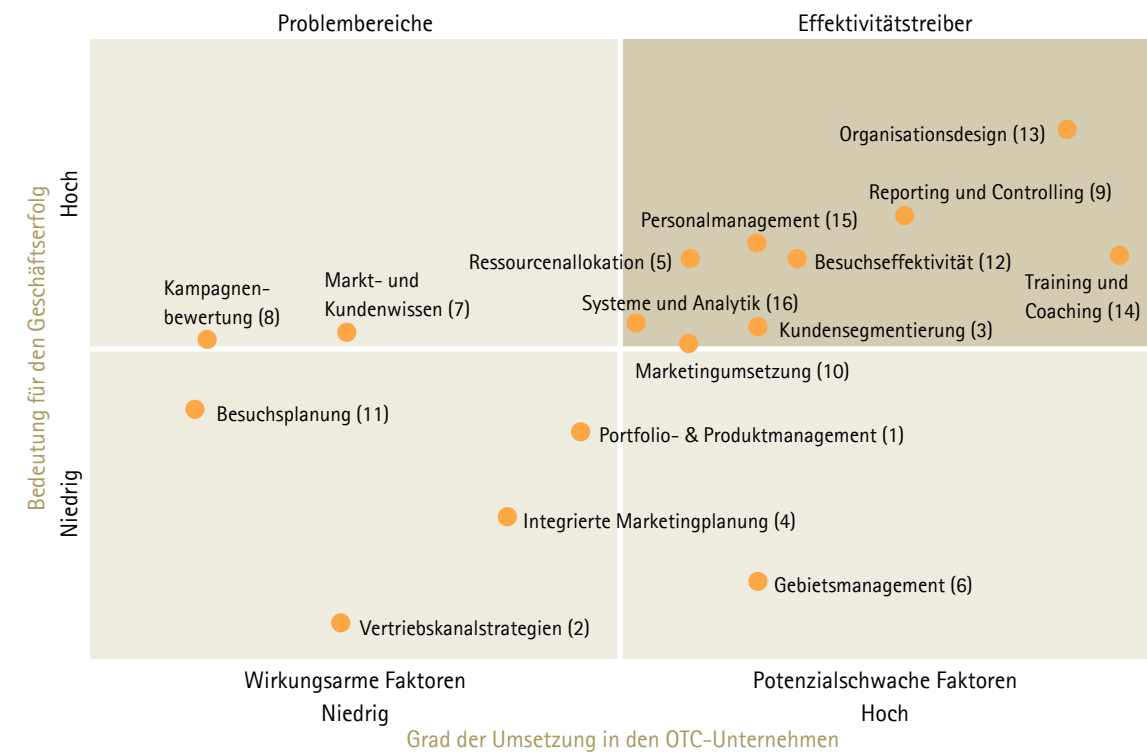 Problembereiche
Effektivitätstreiber
Bedeutung für den Geschäftserfolg
Hoch
Niedrig
Organisationsdesign (13)
Reporting und Controlling (9)
Personalmanagement (15)
Ressourcenallokation (5)
Besuchseffektivität (12)
Training und
Coaching (14)
Kampagnen-
bewertung (8)
Markt- und
Kundenwissen (7)
Systeme und Analytik (16)
Kundensegmentierung (3)
Marketingumsetzung (10)
Besuchsplanung (11)
Portfolio- & Produktmanagement (1)
Integrierte Marketingplanung (4)
Gebietsmanagement (6)
Vertriebskanalstrategien (2)
Wirkungsarme Faktoren
Potenzialschwache Faktoren
Niedrig
Hoch
Grad der Umsetzung in den OTC-Unternehmen